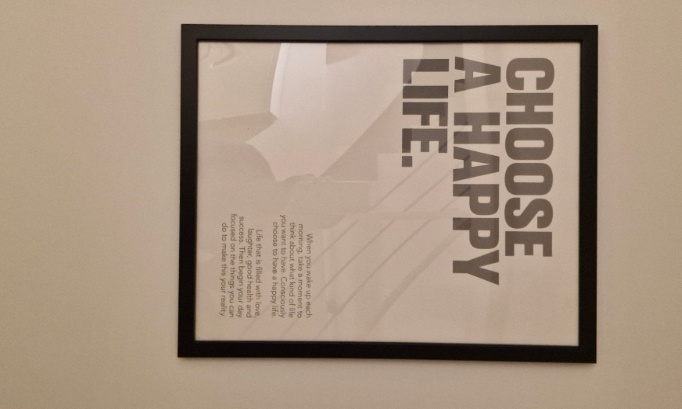 CHOOSE
A HAPPY
LIFE.
When you wake up each
morning, take a moment to
think about what kind of life
you want to have. Consciously
choose to have a happy life.
Life that is filled with love,
laughter, good health and
success. Then begin your day
focused on the things you can
do to make this your reality.